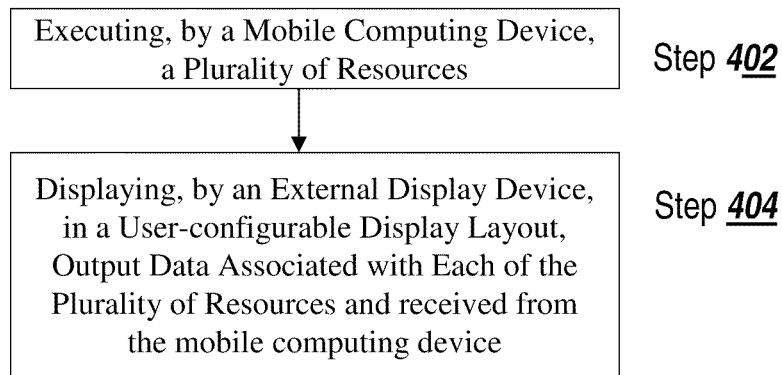 Executing, by a Mobile Computing Device,
a Plurality of Resources
Step 402
Displaying, by an External Display Device,
in a User-configurable Display Layout,
Output Data Associated with Each of the
Plurality of Resources and received from
the mobile computing device
Step 404